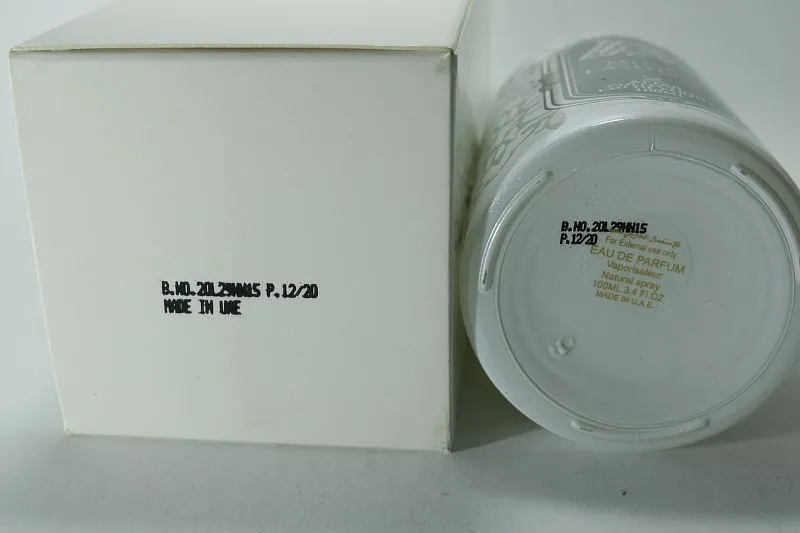 B.NO.20L29MM15 P.12/20
MADE IN UAE
B.NO.20L29MM15
P.12/20
For External use only
EAU DE PARFUM
Vaporisateur
Natural spray
100ML 3.4 Fl OZ
MADE IN U.A.E.